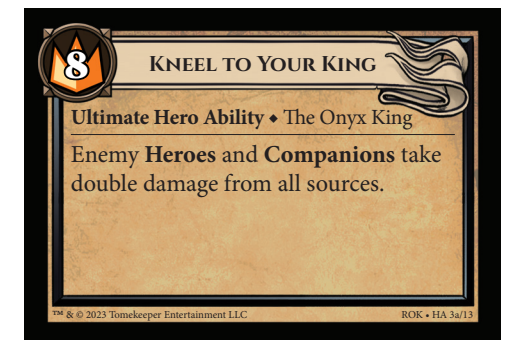 8
Kneel to Your King
Ultimate Hero Ability ◆ The Onyx King
Enemy Heroes and Companions take
double damage from all sources.
™ & © 2023 Tomekeeper Entertainment LLC ROK • HA 3a/13